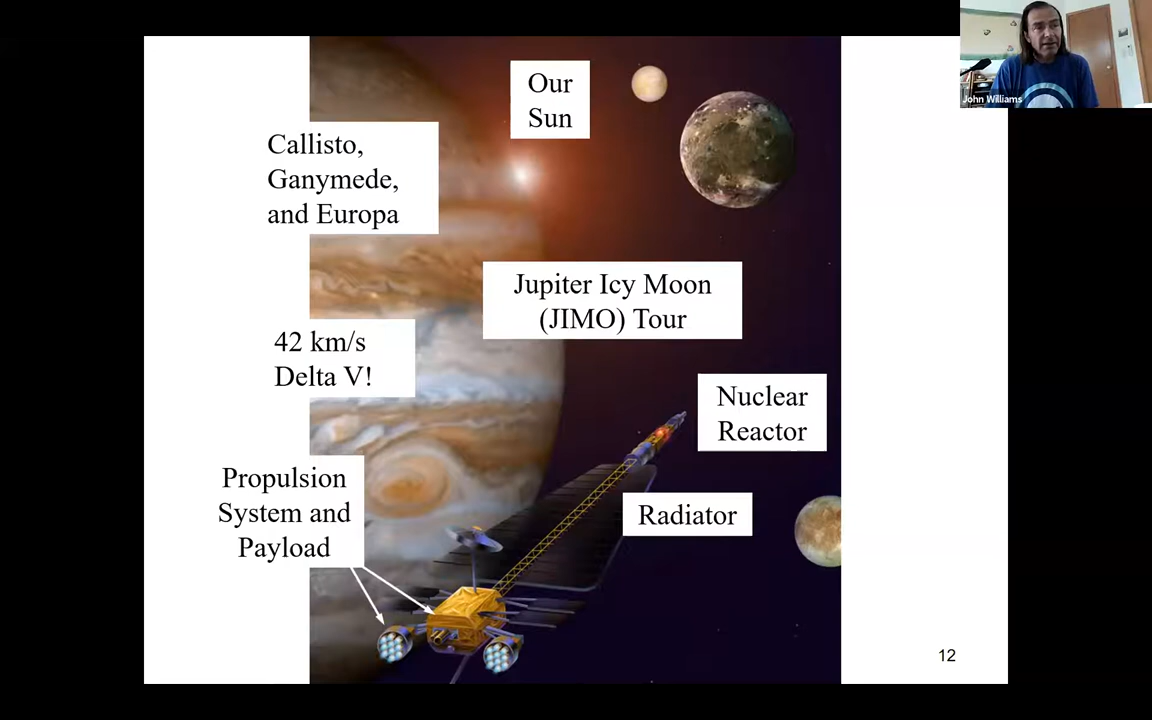 Our
Sun
John Williams
Callisto,
Ganymede,
and Europa
Jupiter Icy Moon
(JIMO) Tour
42 km/s
Delta V!
Nuclear
Reactor
Propulsion
System and
Payload
Radiator
12